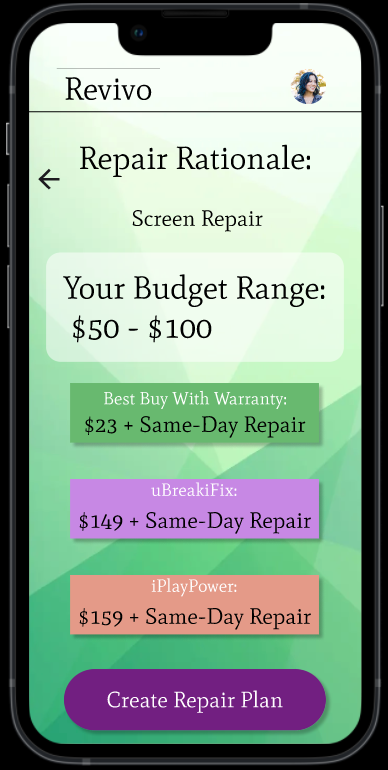 Revivo
Repair Rationale:
Screen Repair
Your Budget Range:
$50 - $100
Best Buy With Warranty:
$23 + Same-Day Repair
uBreakiFix:
$149 + Same-Day Repair
iPlayPower:
$159 + Same-Day Repair
Create Repair Plan